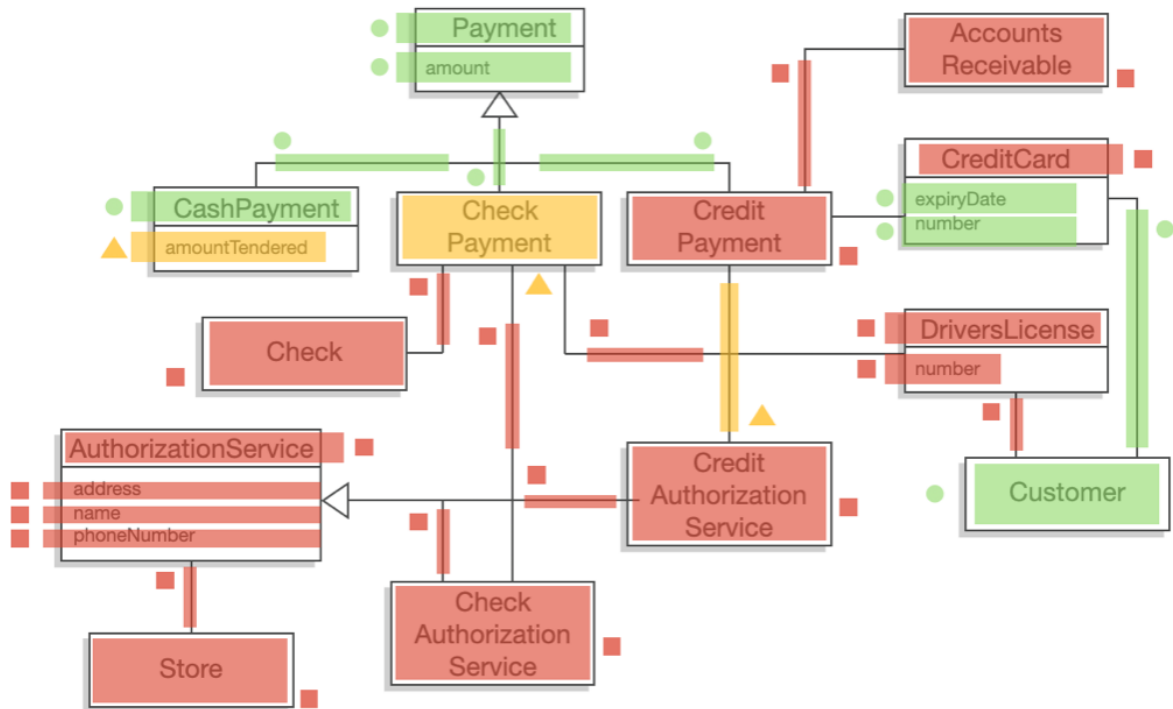 Payment
amount
Accounts
Receivable
CreditCard
expiryDate
number
CashPayment
amountTendered
Check
Payment
Credit
Payment
Check
DriversLicense
number
AuthorizationService
address
name
phoneNumber
Credit
Authorization
Service
Customer
Check
Authorization
Service
Store